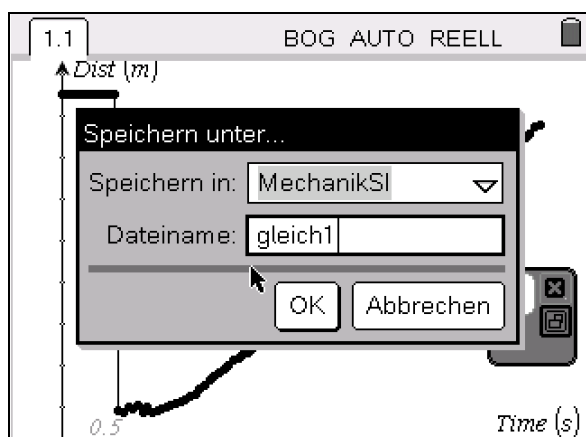 1.1 BOG AUTO REELL
Dist (m)
Speichern unter...
Speichern in: MechanikSI
Dateiname: gleich1
OK Abbrechen
0.5 Time (s)